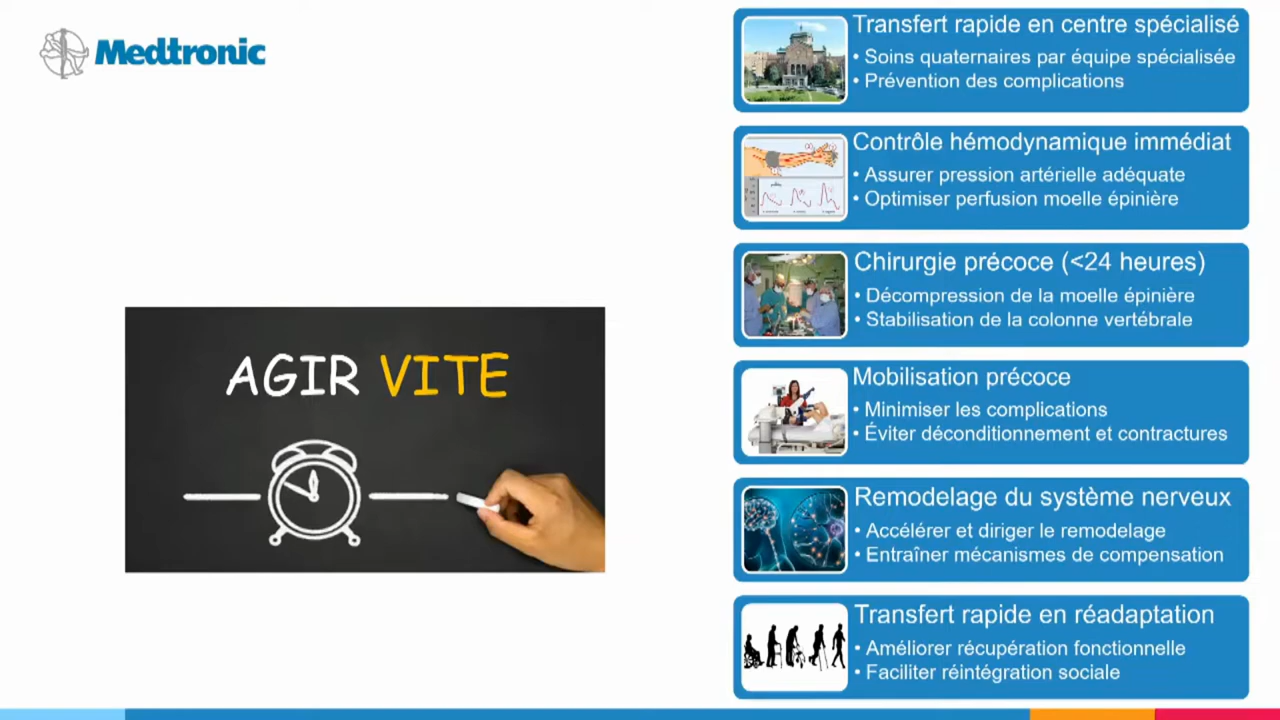 Medtronic
AGIR VITE
Transfert rapide en centre spécialisé
• Soins quaternaires par équipe spécialisée
• Prévention des complications
Contrôle hémodynamique immédiat
• Assurer pression artérielle adéquate
• Optimiser perfusion moelle épinière
Chirurgie précoce (<24 heures)
• Décompression de la moelle épinière
• Stabilisation de la colonne vertébrale
Mobilisation précoce
• Minimiser les complications
• Éviter déconditionnement et contractures
Remodelage du système nerveux
• Accélérer et diriger le remodelage
• Entraîner mécanismes de compensation
Transfert rapide en réadaptation
• Améliorer récupération fonctionnelle
• Faciliter réintégration sociale